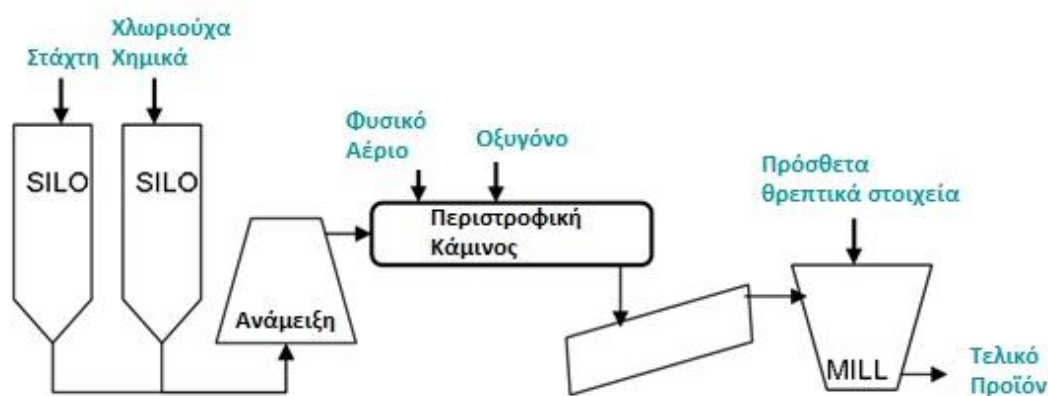 Στάχτη
Χλωριούχα
Χημικά
SILO
SILO
Ανάμειξη
Φυσικό
Αέριο
Οξυγόνο
Περιστροφική
Κάμινος
Πρόσθετα
θρεπτικά στοιχεία
MILL
Τελικό
Προϊόν